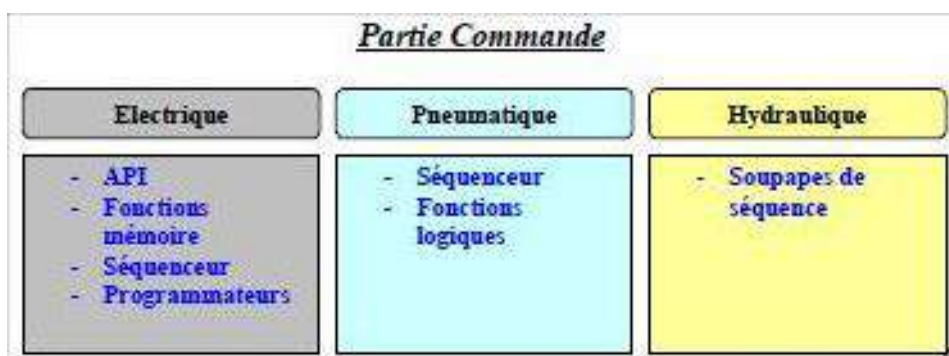 Partie Commande
Electrique
- API
- Fonctions
mémoire
- Séquenceur
- Programmateurs
Pneumatique
- Séquenceur
- Fonctions
logiques
Hydraulique
- Soupapes de
séquence